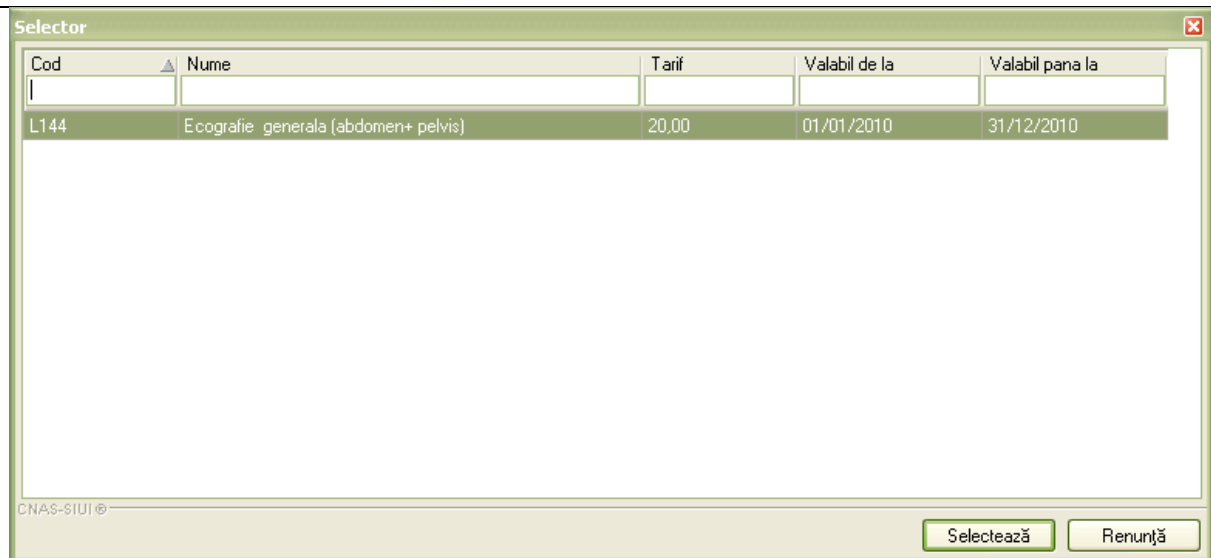 Selector
Cod Nume Tarif Valabil de la Valabil pana la
L144 Ecografie generala (abdomen+ pelvis) 20,00 01/01/2010 31/12/2010
CNAS-SIUI ®
Selectează Renunță